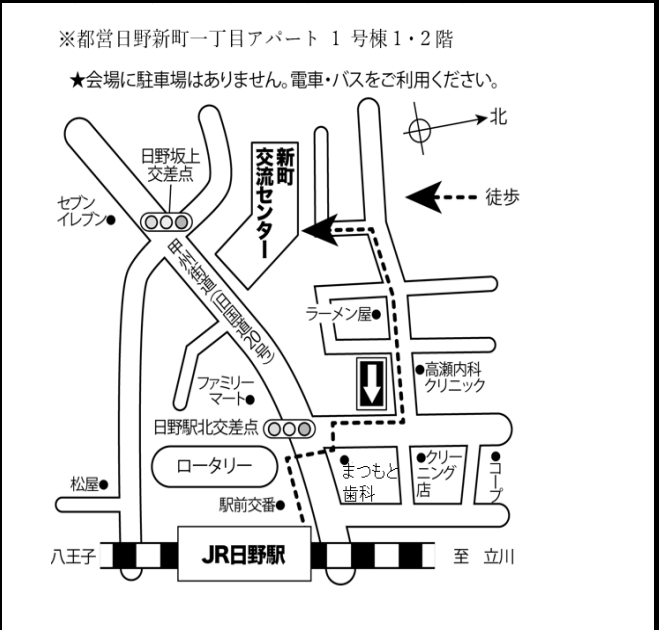 ※都営日野新町一丁目アパート 1 号棟1・2階
★会場に駐車場はありません。電車・バスをご利用ください。
北
日野坂上
交差点
新町
交流センター
セブン
イレブン
徒歩
甲州街道(旧国道20号)
ラーメン屋
高瀬内科
クリニック
ファミリー
マート
日野駅北交差点
ロータリー
まつもと
歯科
クリー
ニング
店
コープ
松屋
駅前交番
八王子
JR日野駅
至 立川